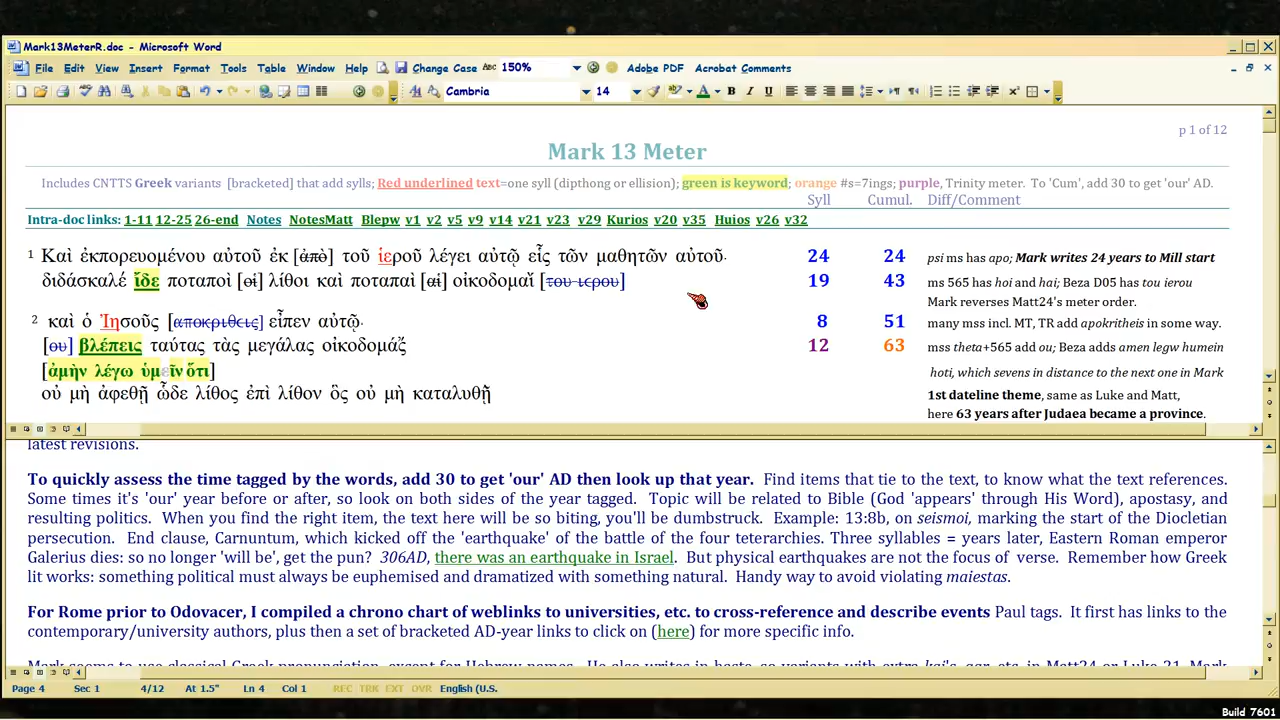 Mark13MeterR.doc - Microsoft Word
File Edit View Insert Format Tools Table Window Help Change Case ABC 150% Adobe PDF Acrobat Comments
Cambria 14 B I U
p 1 of 12
Mark 13 Meter
Includes CNTTS Greek variants [bracketed] that add sylls; Red underlined text=one syll (dipthong or ellision); green is keyword; orange #s=7ings; purple, Trinity meter. To 'Cum', add 30 to get 'our' AD.
Syll Cumul. Diff/Comment
Intra-doc links: 1-11 12-25 26-end Notes NotesMatt Blepw v1 v2 v5 v9 v14 v21 v23 v29 Kurios v20 v35 Huios v26 v32
1 Καὶ ἐκπορευομένου αὐτοῦ ἐκ [ἀπὸ] τοῦ ἱεροῦ λέγει αὐτῷ εἷς τῶν μαθητῶν αὐτοῦ· 24 24 psi ms has apo; Mark writes 24 years to Mill start
διδάσκαλέ ἴδε ποταποὶ [οἱ] λίθοι καὶ ποταπαὶ [αἱ] οἰκοδομαΐ [του ιερου] 19 43 ms 565 has hoi and hai; Beza D05 has tou ierou
Mark reverses Matt24's meter order.
2 καὶ ὁ Ἰησοῦς [αποκριθεις] εἶπεν αὐτῷ· 8 51 many mss incl. MT, TR add apokritheis in some way.
[ου] βλέπεις ταύτας τὰς μεγάλας οἰκοδομάξ 12 63 mss theta+565 add ou; Beza adds amen legw humein
[ἀμὴν λέγω ὑμεῖν ὅτι] hoti, which sevens in distance to the next one in Mark
οὐ μὴ ἀφεθῇ ὧδε λίθος ἐπὶ λίθον ὃς οὐ μὴ καταλυθῇ 1st dateline theme, same as Luke and Matt,
here 63 years after Judaea became a province.
latest revisions.
To quickly assess the time tagged by the words, add 30 to get 'our' AD then look up that year. Find items that tie to the text, to know what the text references.
Some times it's 'our' year before or after, so look on both sides of the year tagged. Topic will be related to Bible (God 'appears' through His Word), apostasy, and
resulting politics. When you find the right item, the text here will be so biting, you'll be dumbstruck. Example: 13:8b, on seismoi, marking the start of the Diocletian
persecution. End clause, Carnuntum, which kicked off the 'earthquake' of the battle of the four teterarchies. Three syllables = years later, Eastern Roman emperor
Galerius dies: so no longer 'will be', get the pun? 306AD, there was an earthquake in Israel. But physical earthquakes are not the focus of verse. Remember how Greek
lit works: something political must always be euphemised and dramatized with something natural. Handy way to avoid violating maiestas.
For Rome prior to Odovacer, I compiled a chrono chart of weblinks to universities, etc. to cross-reference and describe events Paul tags. It first has links to the
contemporary/university authors, plus then a set of bracketed AD-year links to click on (here) for more specific info.
Mark seems to use classical Greek pronunciation, except for Hebrew names. He also writes in
Page 4 Sec 1 4/12 At 1.5" Ln 4 Col 1 REC TRK EXT OVR English (U.S.
Build 7601